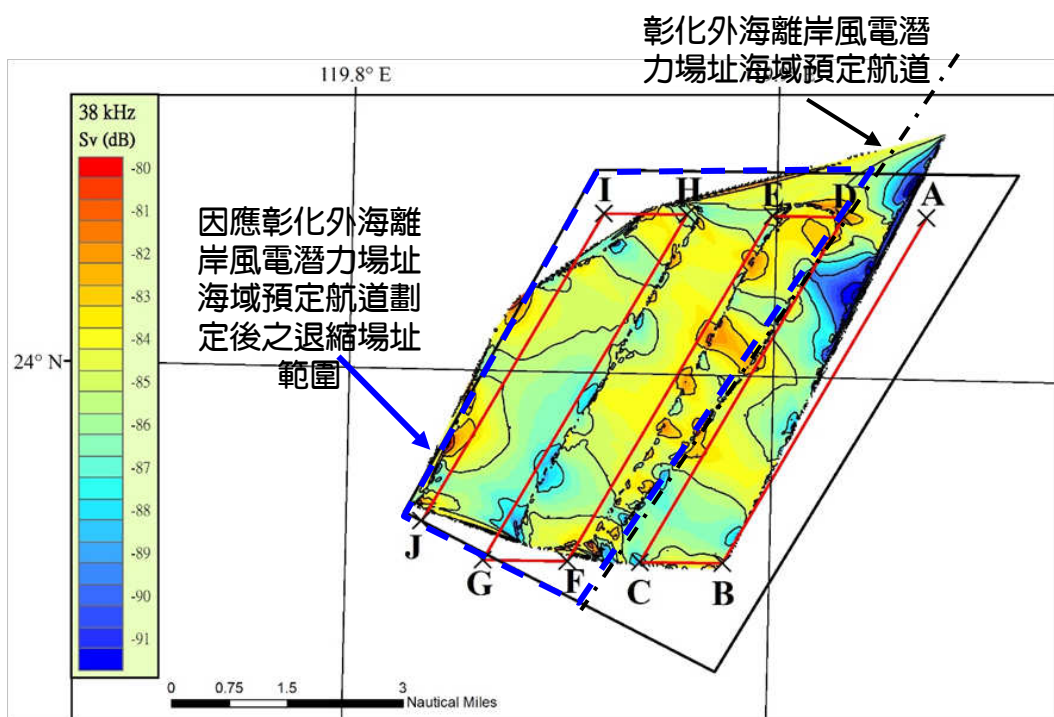 彰化外海離岸風電潛
力場址海域預定航道
119.8° E
38 kHz
Sv (dB)
-80
-81
-82
-83
-84
-85
-86
-87
-88
-89
-90
-91
因應彰化外海離
岸風電潛力場址
海域預定航道劃
定後之退縮場址
範圍
24° N
I
H
E
D
A
J
G
F
C
B
0 0.75 1.5 3
Nautical Miles